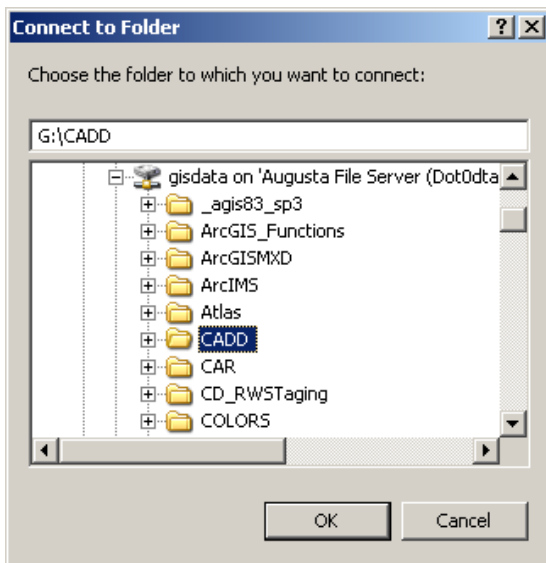 Connect to Folder
Choose the folder to which you want to connect:
G:\CADD
gisdata on 'Augusta File Server (Dot0dta
_agis83_sp3
ArcGIS_Functions
ArcGISMXD
ArcIMS
Atlas
CADD
CAR
CD_RWSTaging
COLORS
OK Cancel